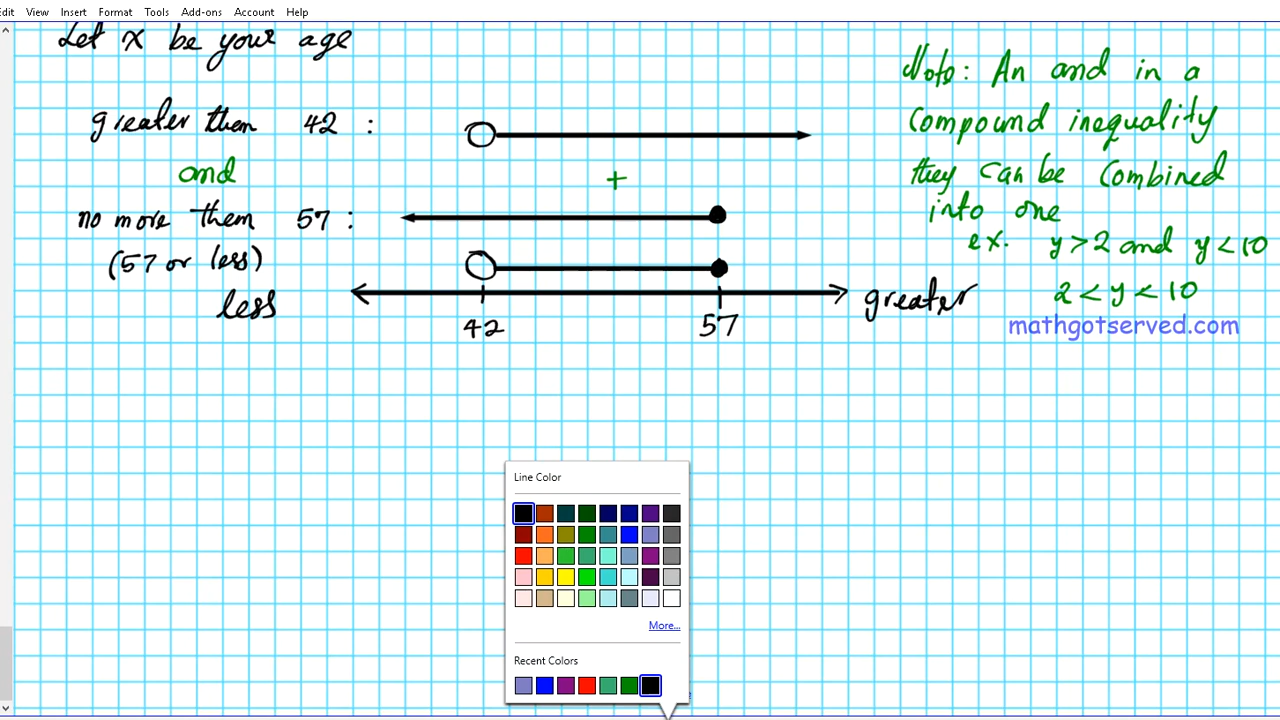 Edit View Insert Format Tools Add-ons Account Help
Let x be your age
greater then 42 :
and
no more then 57 :
(57 or less)
less
+
greater
42
57
Note: An and in a
compound inequality
they can be combined
into one
ex. y > 2 and y < 10
2 < y < 10
mathgotserved.com
Line Color
More...
Recent Colors